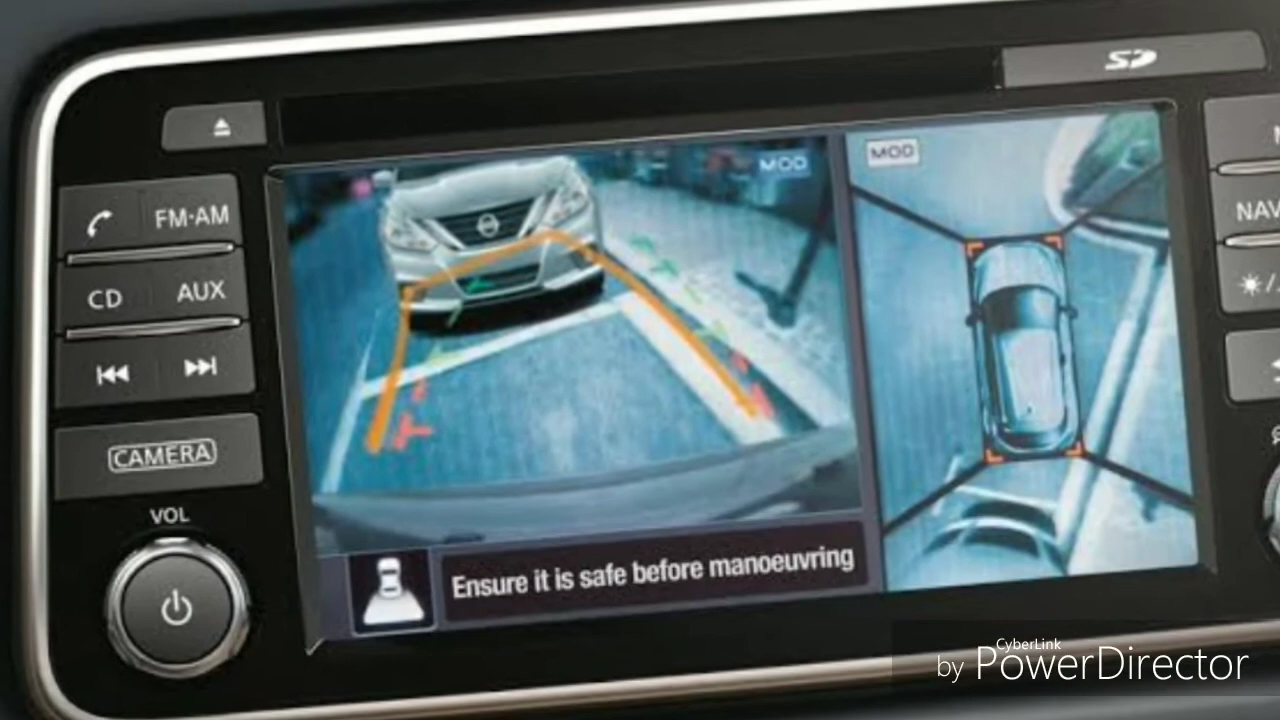 SD
FM·AM
CD AUX
CAMERA
VOL
MOD
MOD
NAV
Ensure it is safe before manoeuvring
CyberLink
by PowerDirector